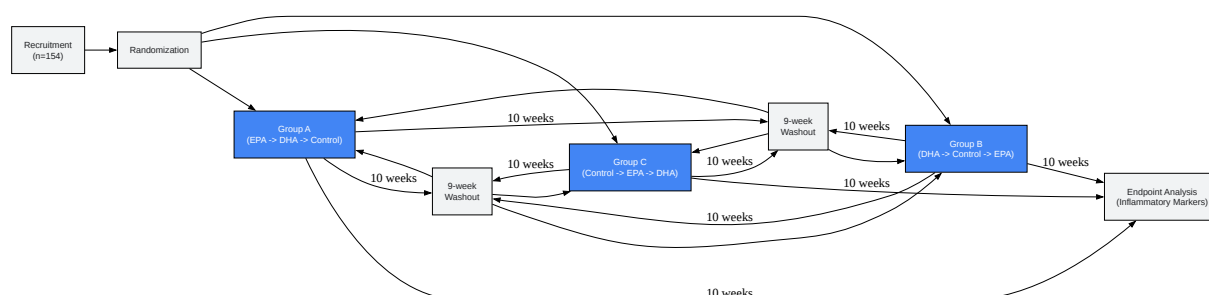 Recruitment
(n=154)
Randomization
Group A
(EPA -> DHA -> Control)
10 weeks
9-week
Washout
10 weeks
Group B
(DHA -> Control -> EPA)
10 weeks
10 weeks
9-week
Washout
10 weeks
Group C
(Control -> EPA -> DHA)
10 weeks
10 weeks
10 weeks
Endpoint Analysis
(Inflammatory Markers)
10 weeks